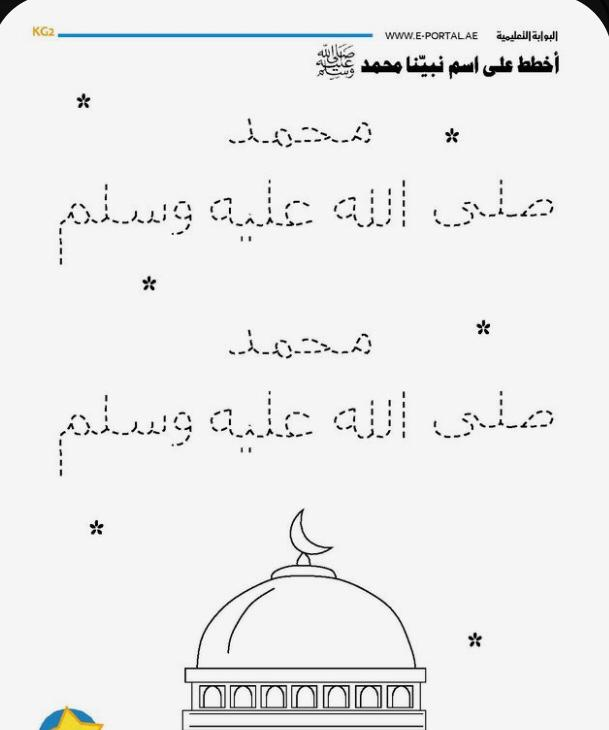 KG2 WWW.E-PORTAL.AE البوابة التعليمية
أخطط على اسم نبيّنا محمد ﷺ
محمد
صلى الله عليه وسلم
محمد
صلى الله عليه وسلم